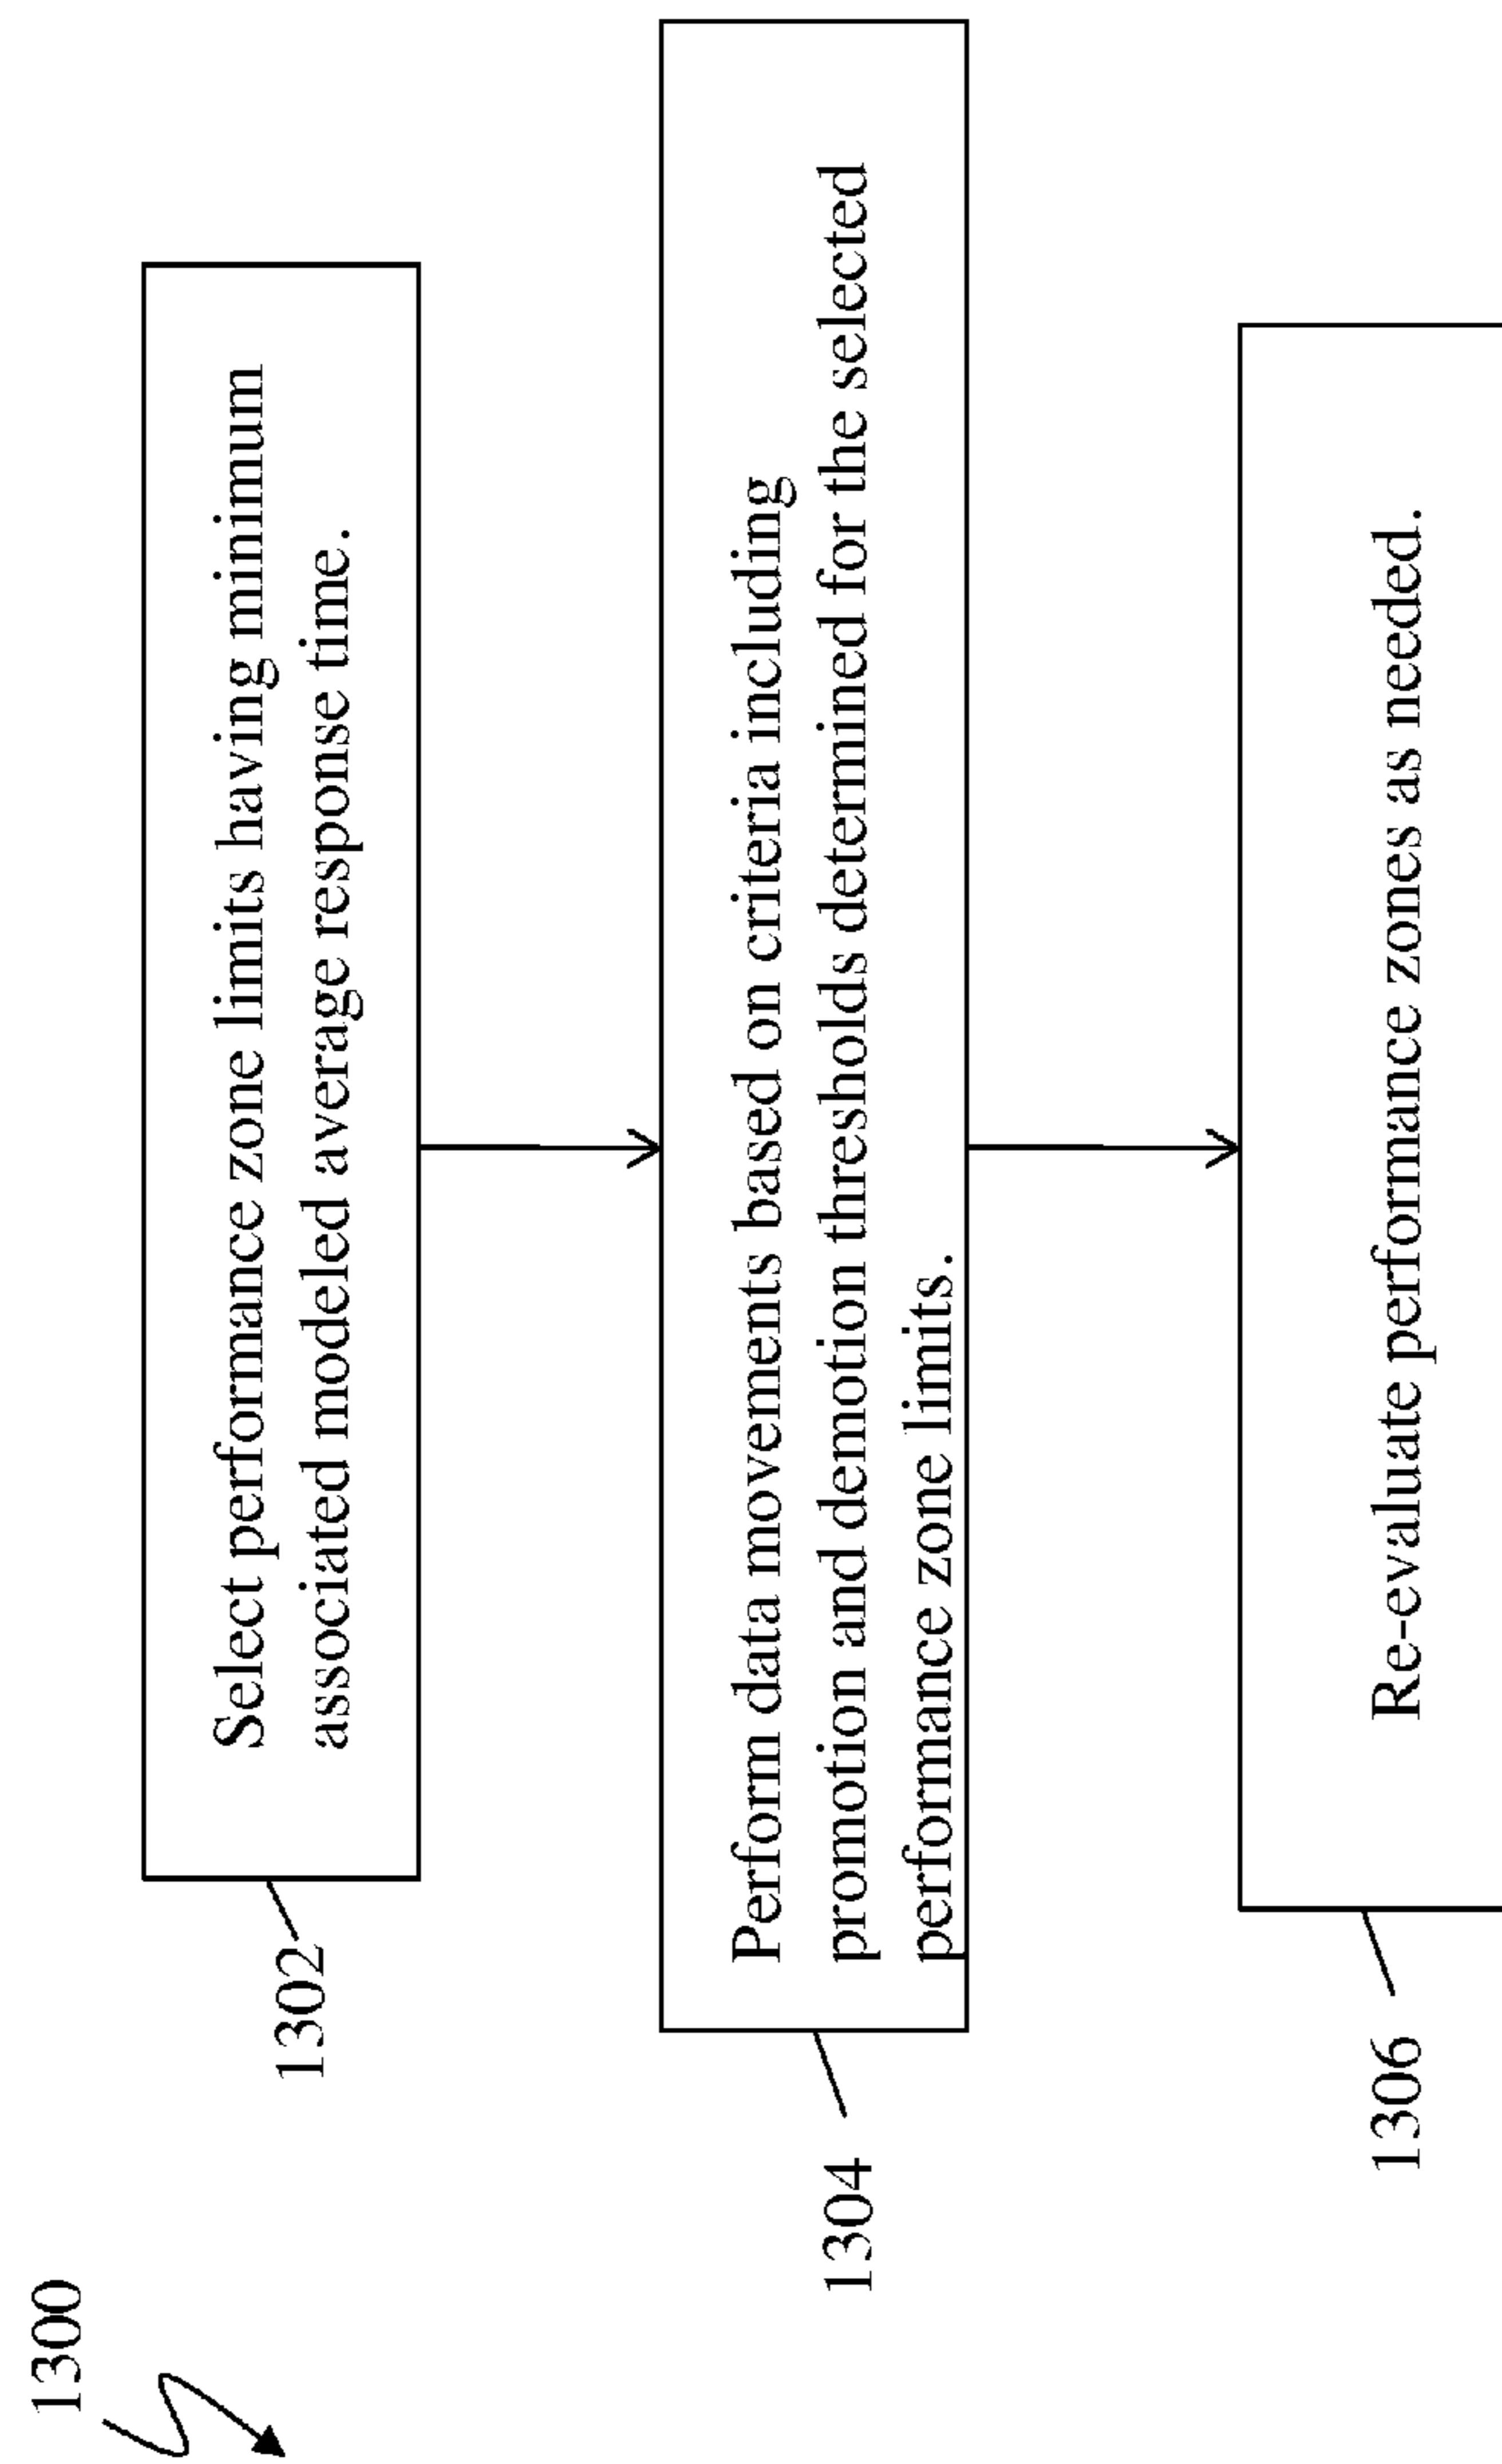 1300
1302
Select performance zone limits having minimum
associated modeled average response time.
1304
Perform data movements based on criteria including
promotion and demotion thresholds determined for the selected
performance zone limits.
1306
Re-evaluate performance zones as needed.